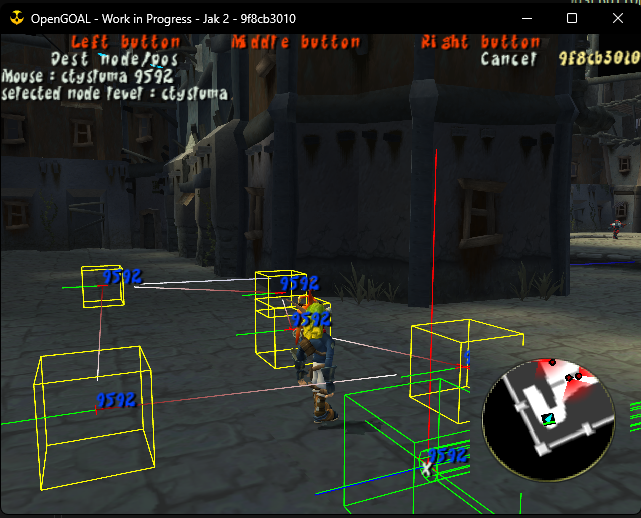 OpenGOAL - Work in Progress - Jak 2 - 9f8cb3010
Left button Middle button Right button
Dest node/pos Cancel 9f8cb3010
Mouse : ctysluma 9592
selected node level : ctysluma
9592
9592
9592
9592
9592